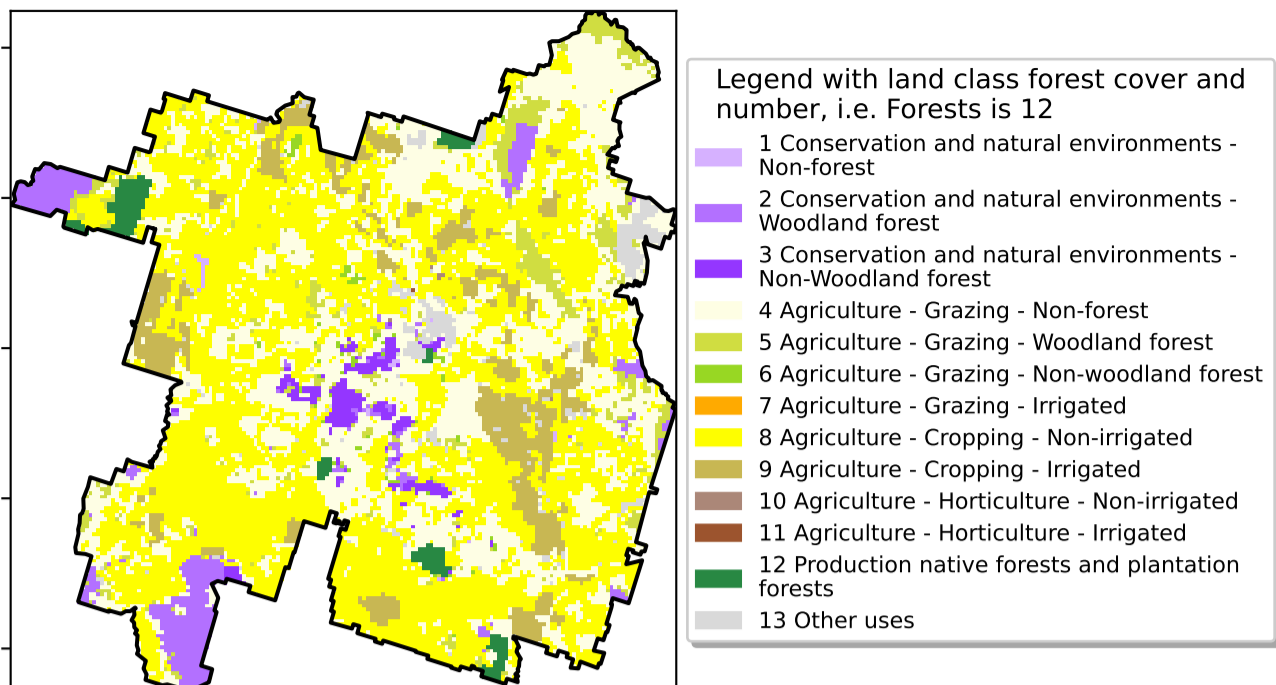 Legend with land class forest cover and
number, i.e. Forests is 12
1 Conservation and natural environments -
Non-forest
2 Conservation and natural environments -
Woodland forest
3 Conservation and natural environments -
Non-Woodland forest
4 Agriculture - Grazing - Non-forest
5 Agriculture - Grazing - Woodland forest
6 Agriculture - Grazing - Non-woodland forest
7 Agriculture - Grazing - Irrigated
8 Agriculture - Cropping - Non-irrigated
9 Agriculture - Cropping - Irrigated
10 Agriculture - Horticulture - Non-irrigated
11 Agriculture - Horticulture - Irrigated
12 Production native forests and plantation
forests
13 Other uses